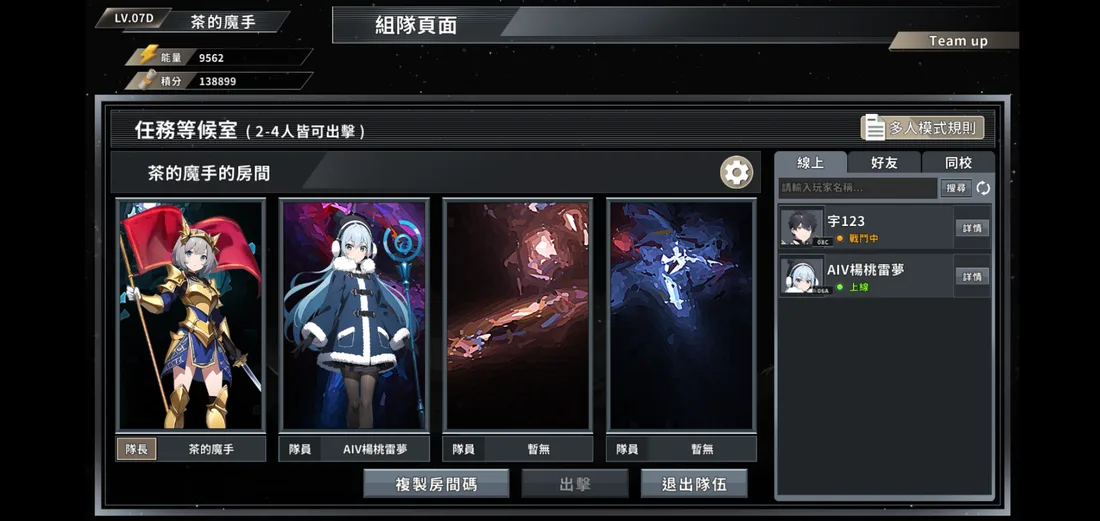 LV.07D
茶的魔手
組隊頁面
Team up
能量 9562
積分 138899
任務等候室 ( 2-4人皆可出擊 )
多人模式規則
茶的魔手的房間
線上 好友 同校
請輸入玩家名稱... 搜尋
宇123
08C 戰鬥中
詳情
AIV楊桃雷夢
06A 上線
詳情
隊長 茶的魔手
隊員 AIV楊桃雷夢
隊員 暫無
隊員 暫無
複製房間碼
出擊
退出隊伍